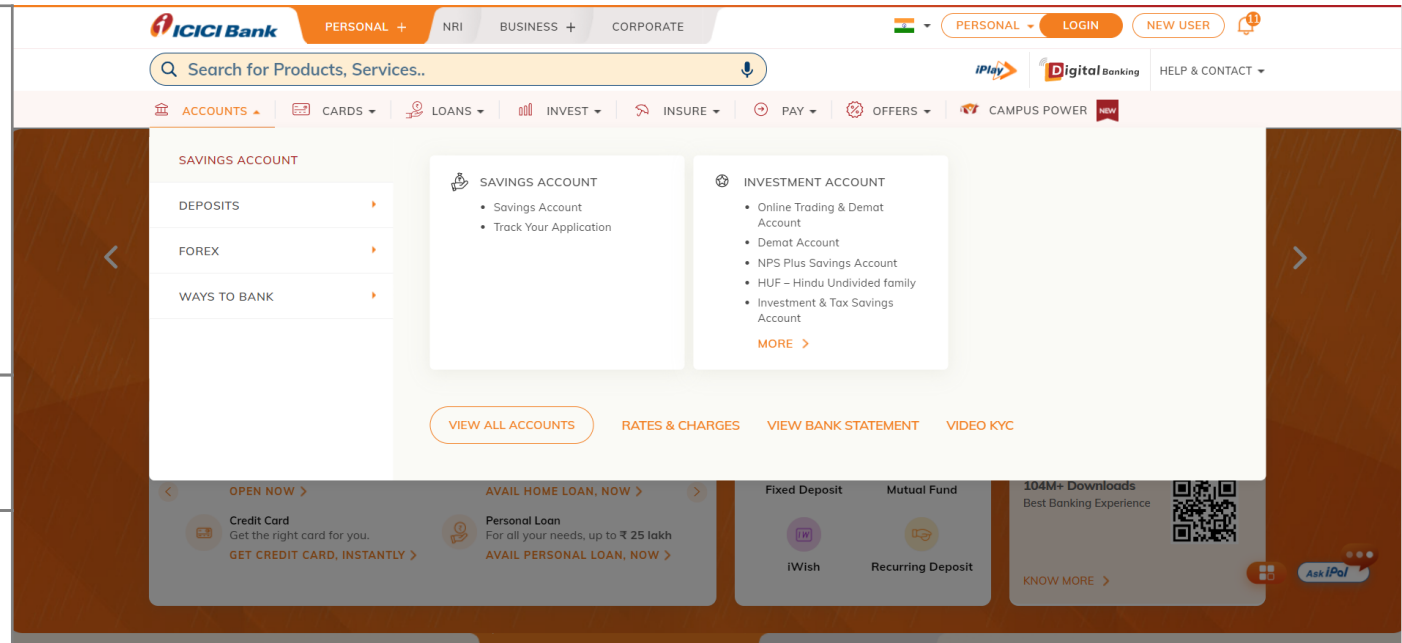 ICICI Bank
PERSONAL +
NRI
BUSINESS +
CORPORATE
PERSONAL
LOGIN
NEW USER
11
Search for Products, Services..
iPlay
Digital Banking
HELP & CONTACT
ACCOUNTS
CARDS
LOANS
INVEST
INSURE
PAY
OFFERS
CAMPUS POWER
NEW
SAVINGS ACCOUNT
DEPOSITS
FOREX
WAYS TO BANK
SAVINGS ACCOUNT
• Savings Account
• Track Your Application
INVESTMENT ACCOUNT
• Online Trading & Demat
Account
• Demat Account
• NPS Plus Savings Account
• HUF – Hindu Undivided family
• Investment & Tax Savings
Account
MORE >
VIEW ALL ACCOUNTS
RATES & CHARGES
VIEW BANK STATEMENT
VIDEO KYC
OPEN NOW >
AVAIL HOME LOAN, NOW >
Credit Card
Get the right card for you.
GET CREDIT CARD, INSTANTLY >
Personal Loan
For all your needs, up to ₹ 25 lakh
AVAIL PERSONAL LOAN, NOW >
Fixed Deposit
Mutual Fund
iW
iWish
Recurring Deposit
104M+ Downloads
Best Banking Experience
KNOW MORE >
Ask iPal